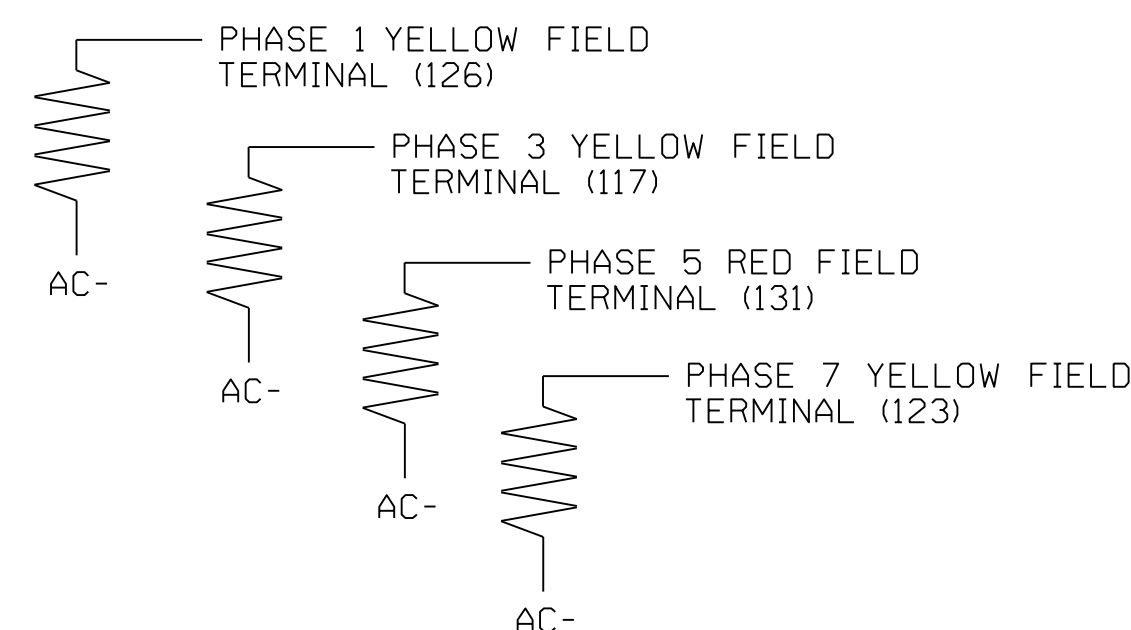 PHASE 1 YELLOW FIELD
TERMINAL (126)
PHASE 3 YELLOW FIELD
TERMINAL (117)
AC-
PHASE 5 RED FIELD
TERMINAL (131)
AC-
PHASE 7 YELLOW FIELD
TERMINAL (123)
AC-
AC-